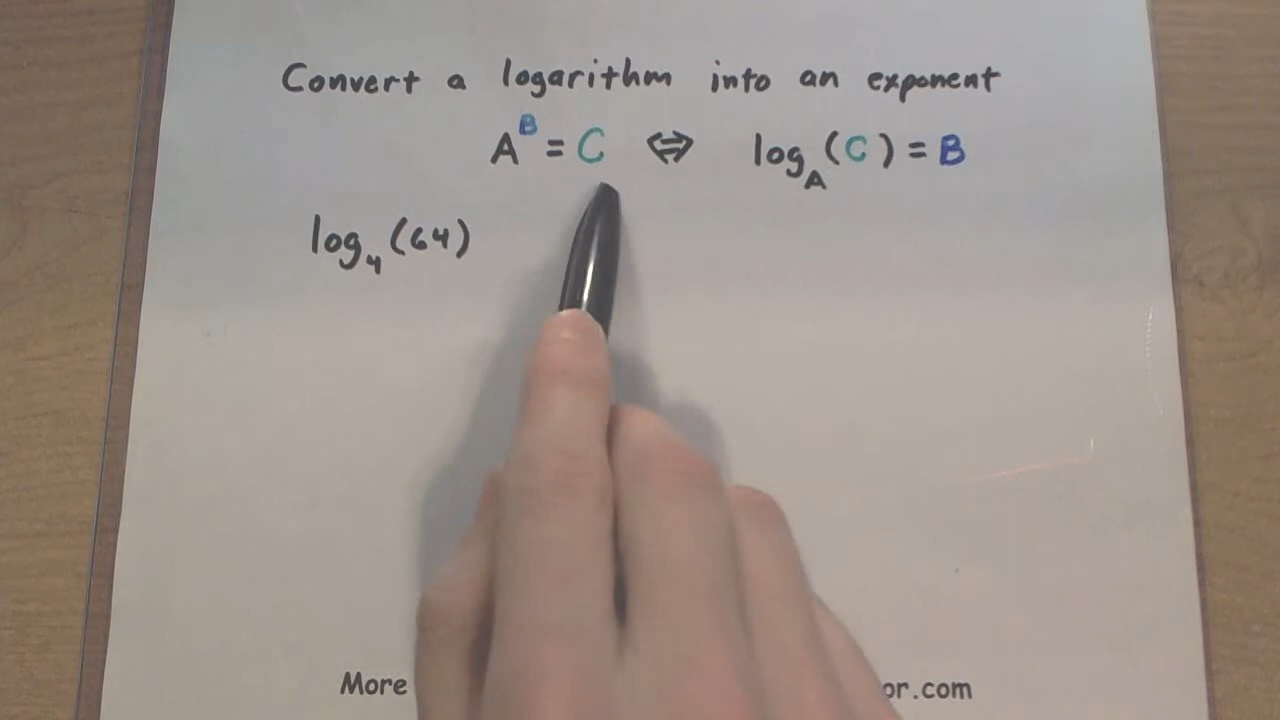 Convert a logarithm into an exponent
A^B = C ⇔ log_A(C) = B
log_4(64)
More or.com